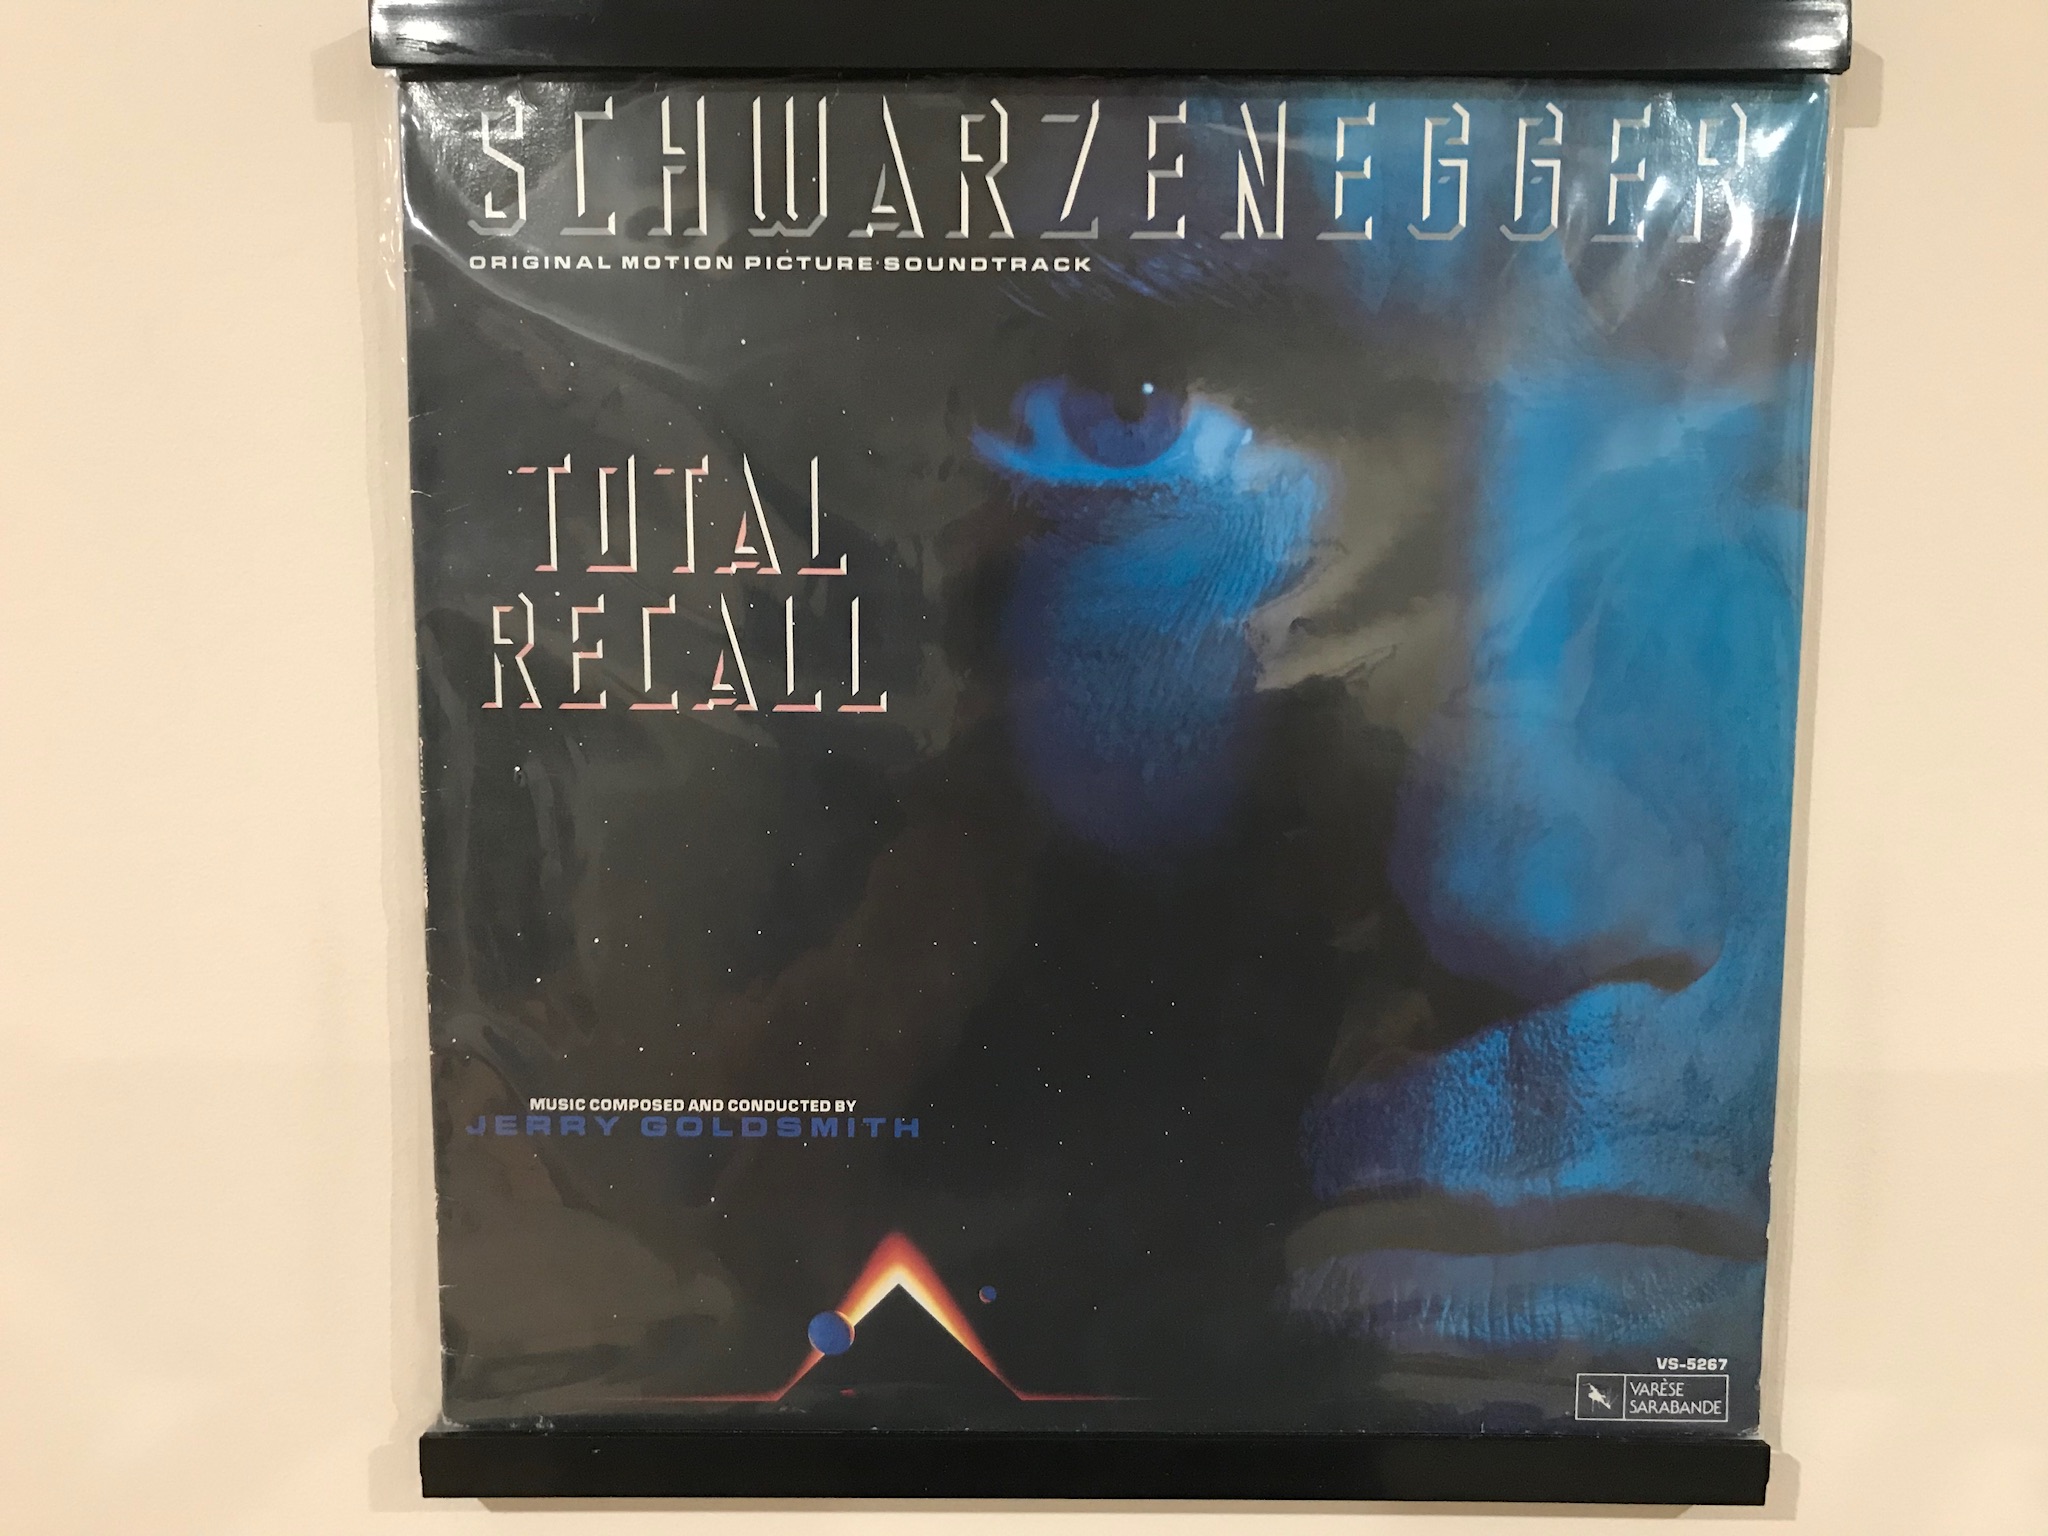 SCHWARZENEGGER
ORIGINAL MOTION PICTURE SOUNDTRACK
TOTAL
RECALL
MUSIC COMPOSED AND CONDUCTED BY
JERRY GOLDSMITH
VS-5267
VARÈSE
SARABANDE